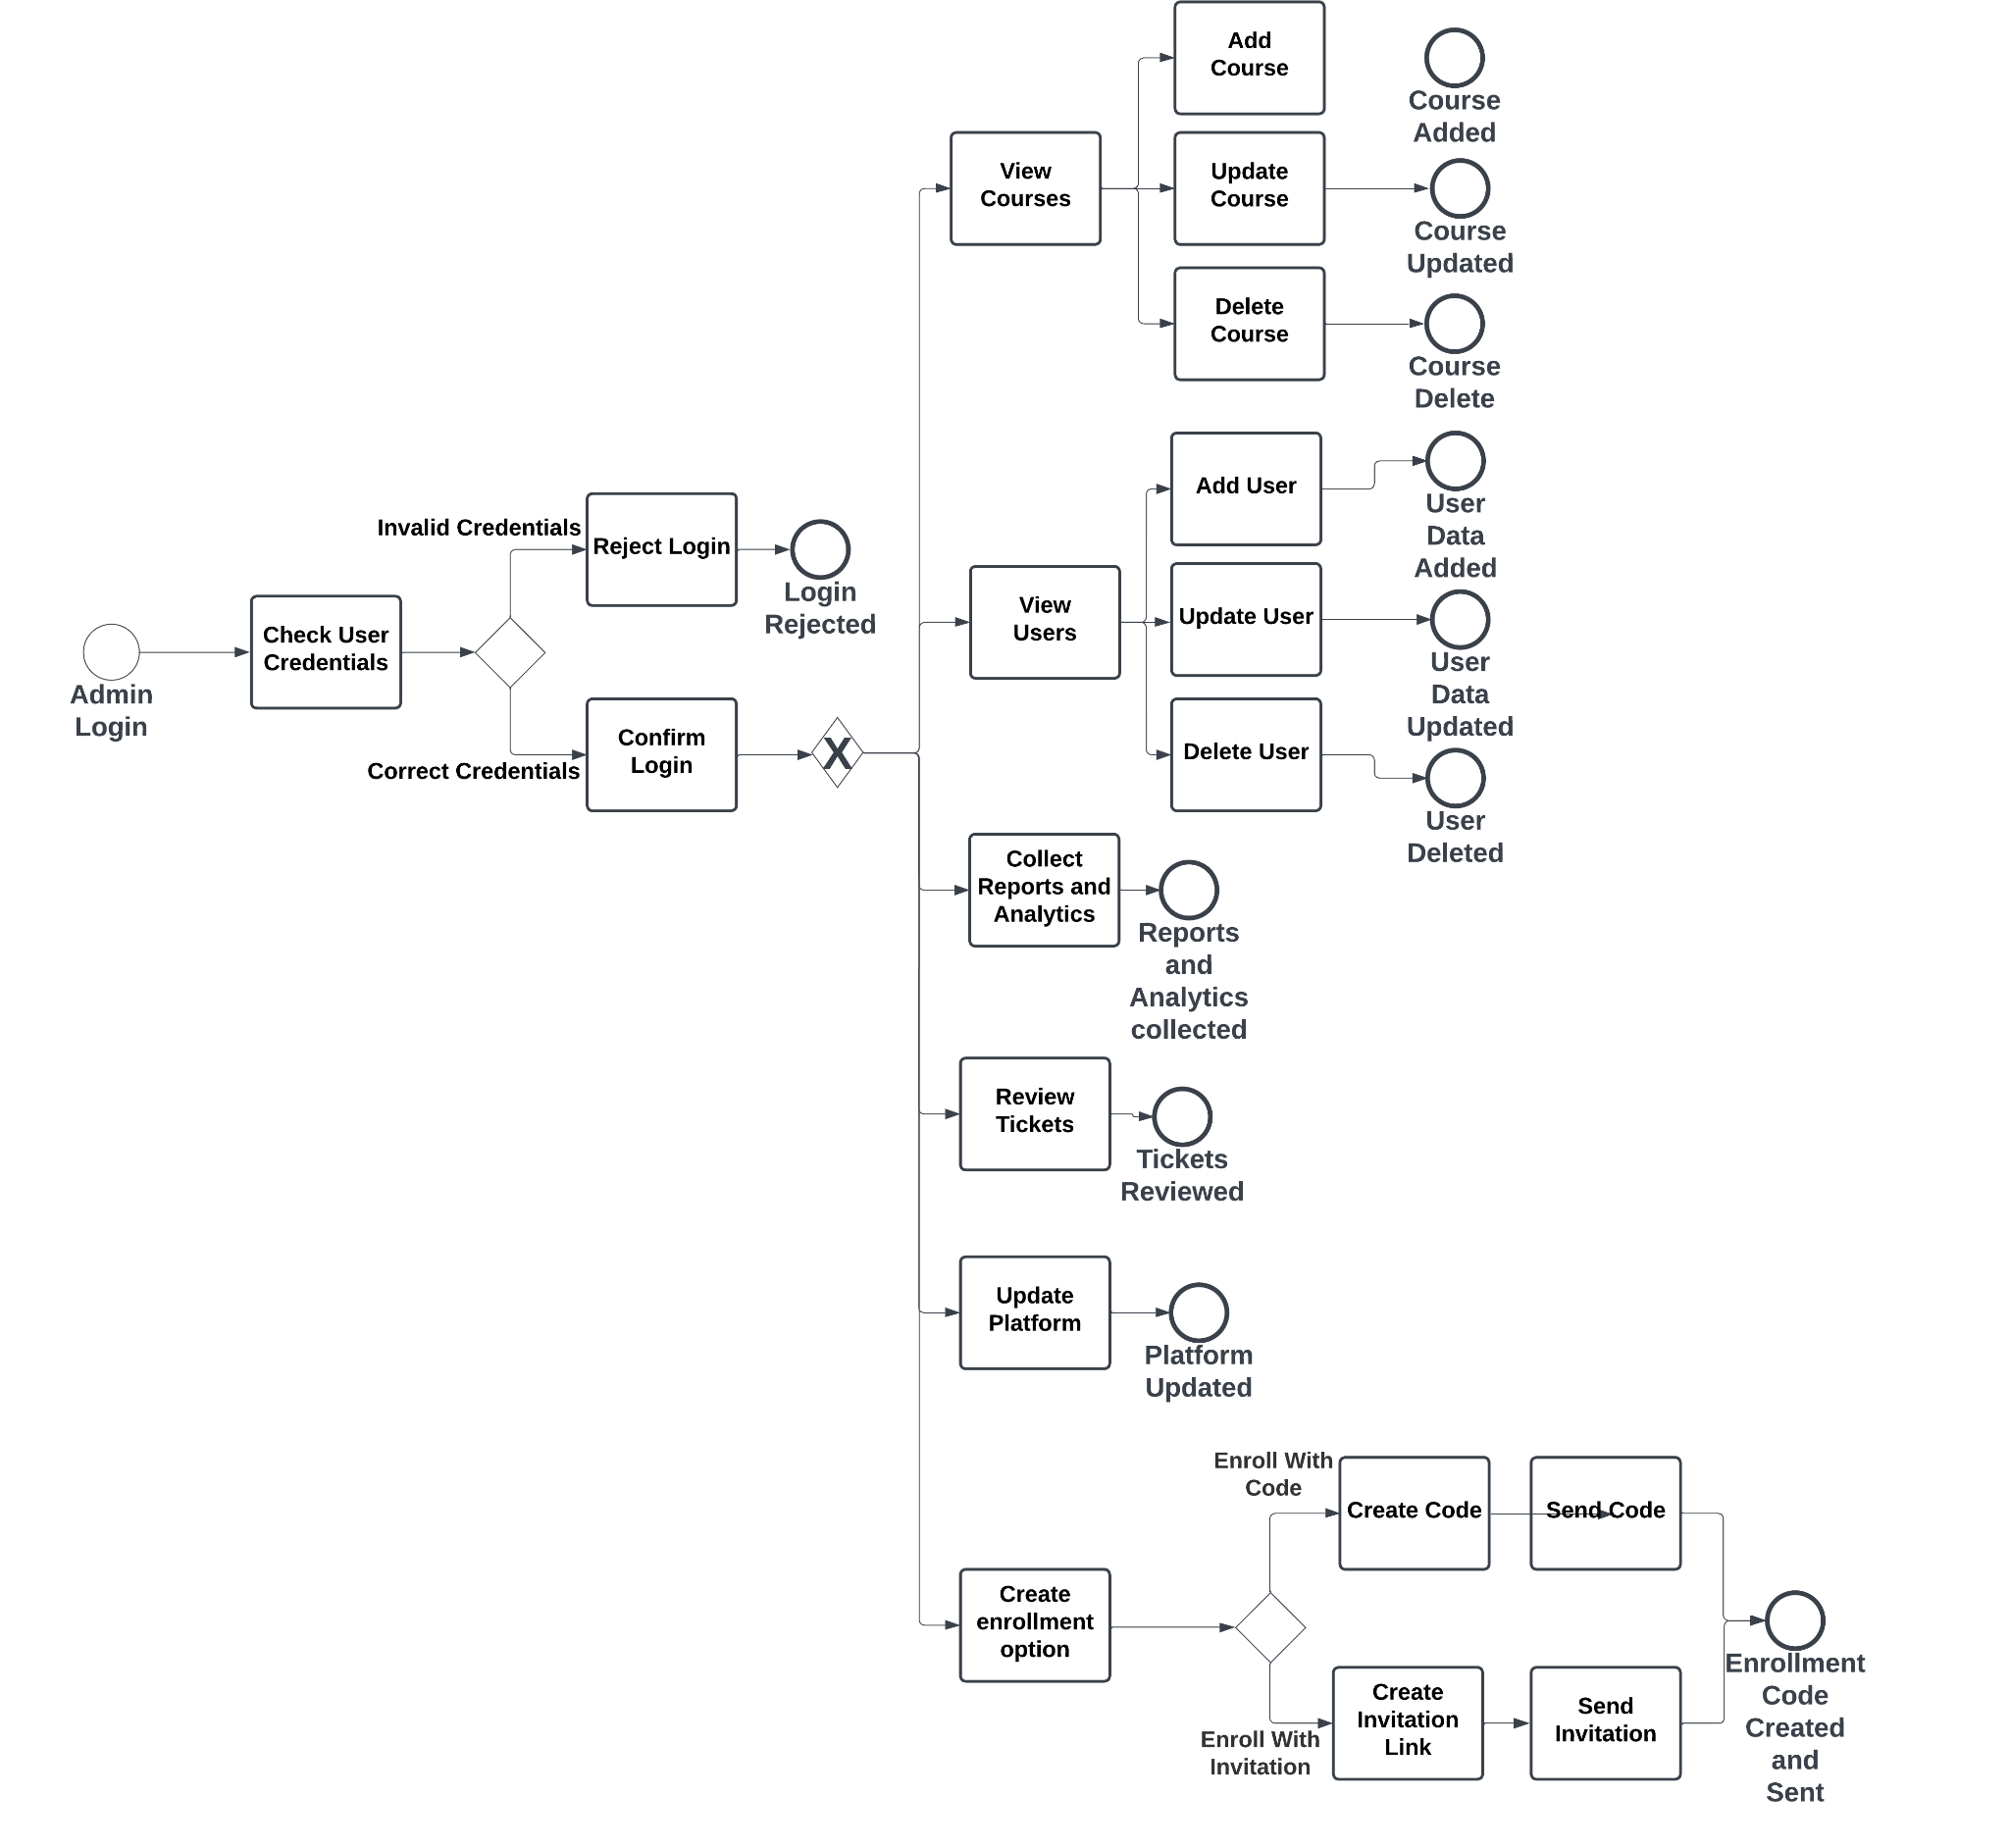 Add
Course
Course
Added
View
Courses
Update
Course
Course
Updated
Delete
Course
Course
Delete
Add User
User
Data
Added
Invalid Credentials
Reject Login
Login
Rejected
View
Users
Update User
User
Data
Updated
Check User
Credentials
Admin
Login
Correct Credentials
Confirm
Login
X
Delete User
User
Deleted
Collect
Reports and
Analytics
Reports
and
Analytics
collected
Review
Tickets
Tickets
Reviewed
Update
Platform
Platform
Updated
Enroll With
Code
Create Code
Send Code
Create
enrollment
option
Enroll With
Invitation
Create
Invitation
Link
Send
Invitation
Enrollment
Code
Created
and
Sent